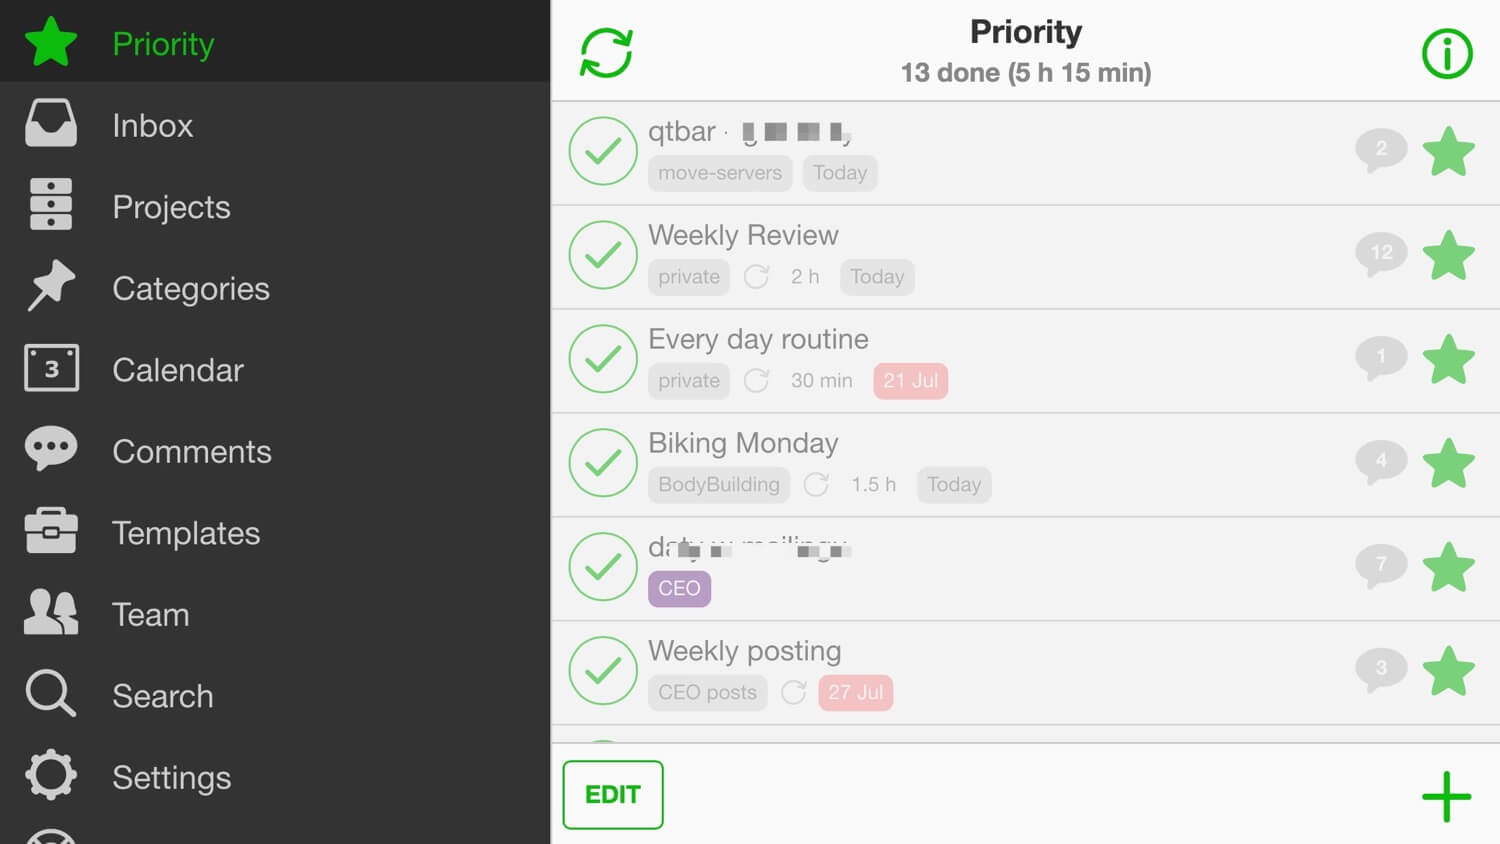 Priority
Inbox
Projects
Categories
3
Calendar
Comments
Templates
Team
Search
Settings
Priority
13 done (5 h 15 min)
qtbar ·
2
move-servers Today
Weekly Review
12
private 2 h Today
Every day routine
1
private 30 min 21 Jul
Biking Monday
4
BodyBuilding 1.5 h Today
7
CEO
Weekly posting
3
CEO posts 27 Jul
EDIT